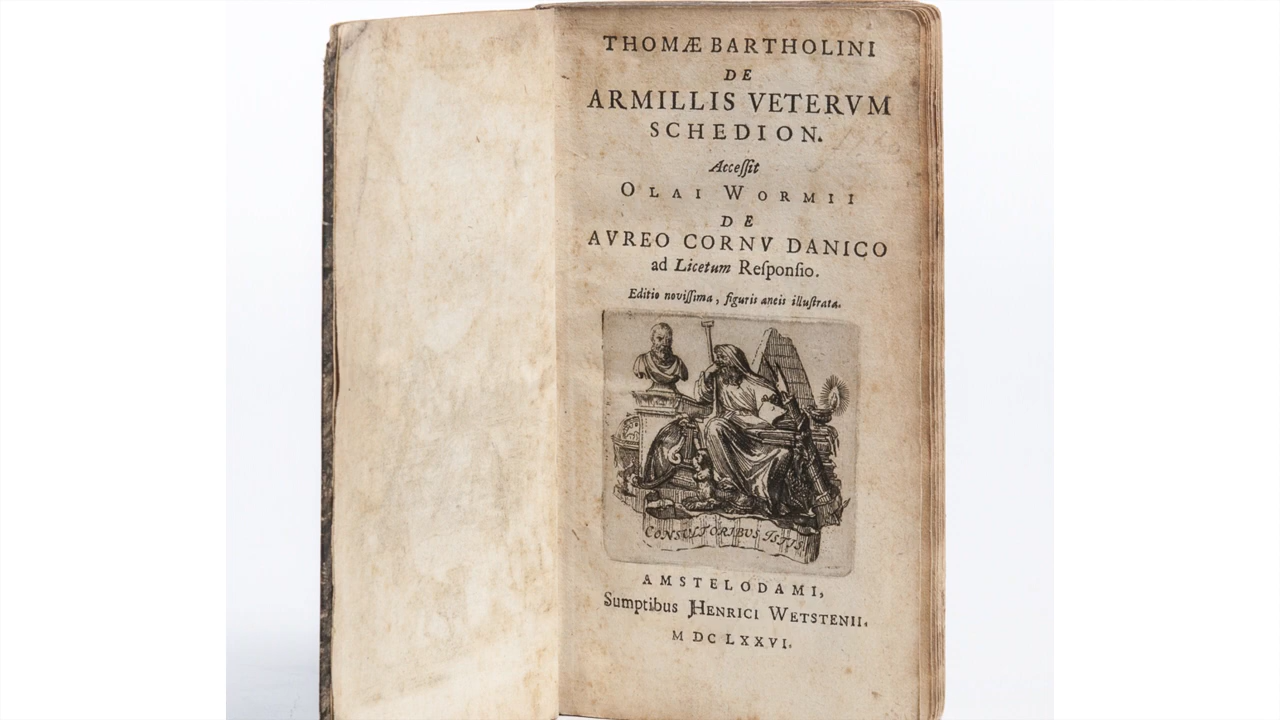 THOMÆ BARTHOLINI
DE
ARMILLIS VETERVM
SCHEDION.
Acceſſit
OLAI WORMII
DE
AVREO CORNV DANICO
ad Licetum Reſponſio.
Editio noviſſima, figuris æneis illuſtrata.
CONSULTORIBUS ISTIS
AMSTELODAMI,
Sumptibus HENRICI WETSTENII.
M DC LXXVI.